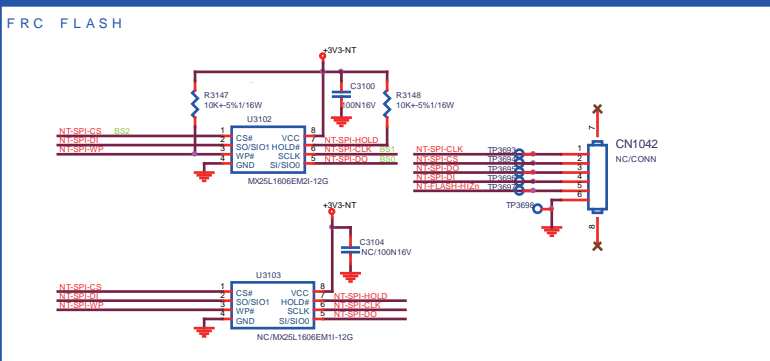 FRC FLASH
+3V3-NT
R3147
10K+-5%1/16W
C3100
100N16V
R3148
10K+-5%1/16W
U3102
NT-SPI-CS BS2 1 CS# VCC 8
NT-SPI-DI 2 SO/SIO1 HOLD# 7 NT-SPI-HOLD
NT-SPI-WP 3 WP# SCLK 6 NT-SPI-CLK BS1
4 GND SI/SIO0 5 NT-SPI-DO BS0
MX25L1606EM2I-12G
7
CN1042
NC/CONN
NT-SPI-CLK TP3693 1
NT-SPI-CS TP3694 2
NT-SPI-DO TP3695 3
NT-SPI-DI TP3696 4
NT-FLASH-HIZn TP3697 5
6
TP3698
8
+3V3-NT
C3104
NC/100N16V
U3103
NT-SPI-CS 1 CS# VCC 8
NT-SPI-DI 2 SO/SIO1 HOLD# 7 NT-SPI-HOLD
NT-SPI-WP 3 WP# SCLK 6 NT-SPI-CLK
4 GND SI/SIO0 5 NT-SPI-DO
NC/MX25L1606EM1I-12G